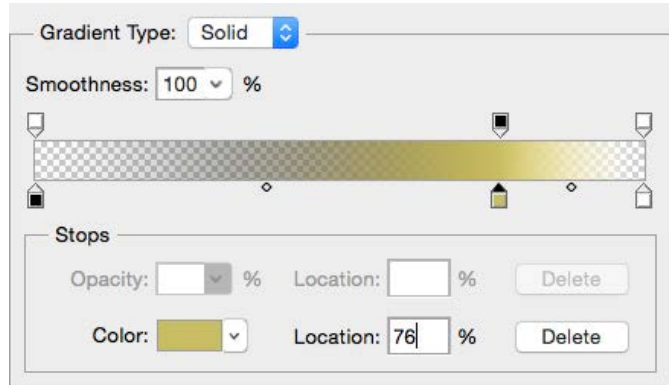 Gradient Type: Solid
Smoothness: 100 %
Stops
Opacity: % Location: % Delete
Color: Location: 76 % Delete